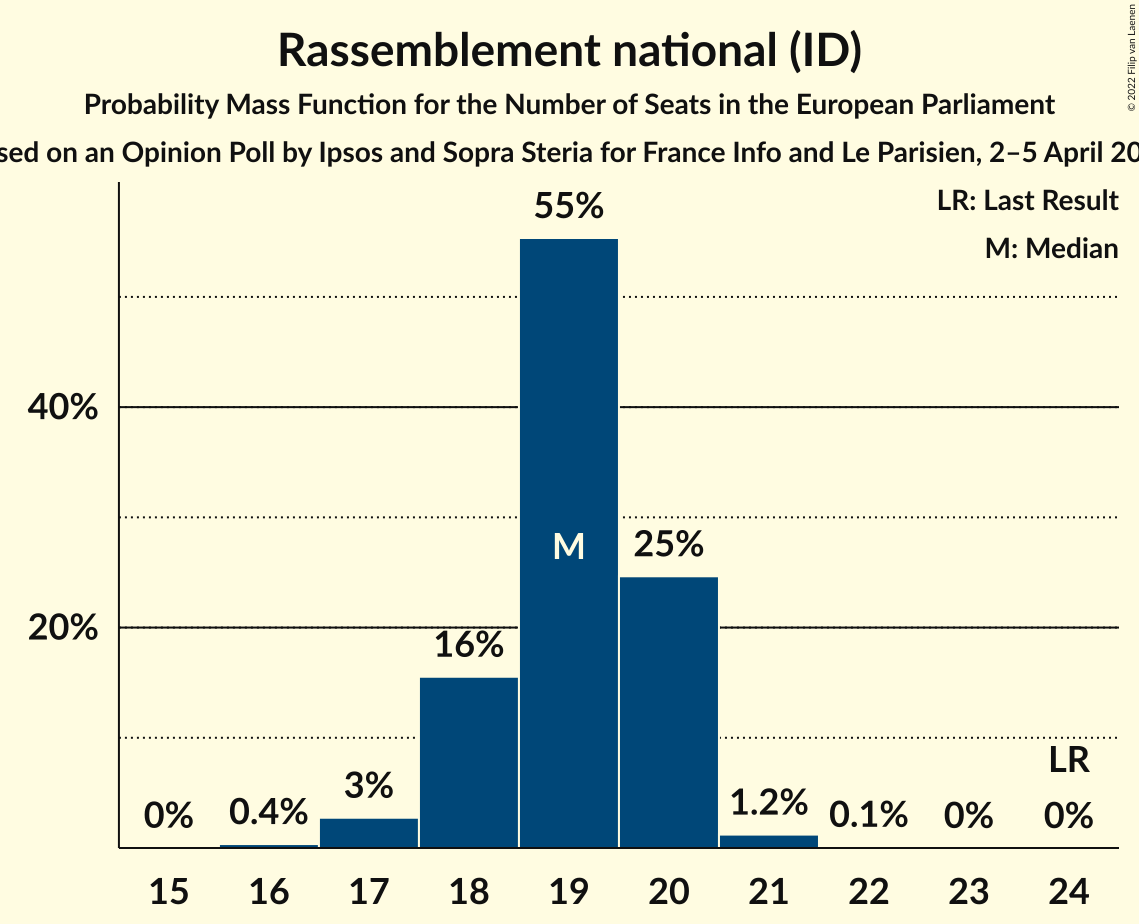 Rassemblement national (ID)
Probability Mass Function for the Number of Seats in the European Parliament
on an Opinion Poll by Ipsos and Sopra Steria for France Info and Le Parisien, 2–5 April
© 2022 Filip van Laenen
LR: Last Result
M: Median
55%
40%
M
25%
20%
16%
LR
3%
0%
0.4%
1.2%
0.1%
0%
0%
15 16 17 18 19 20 21 22 23 24